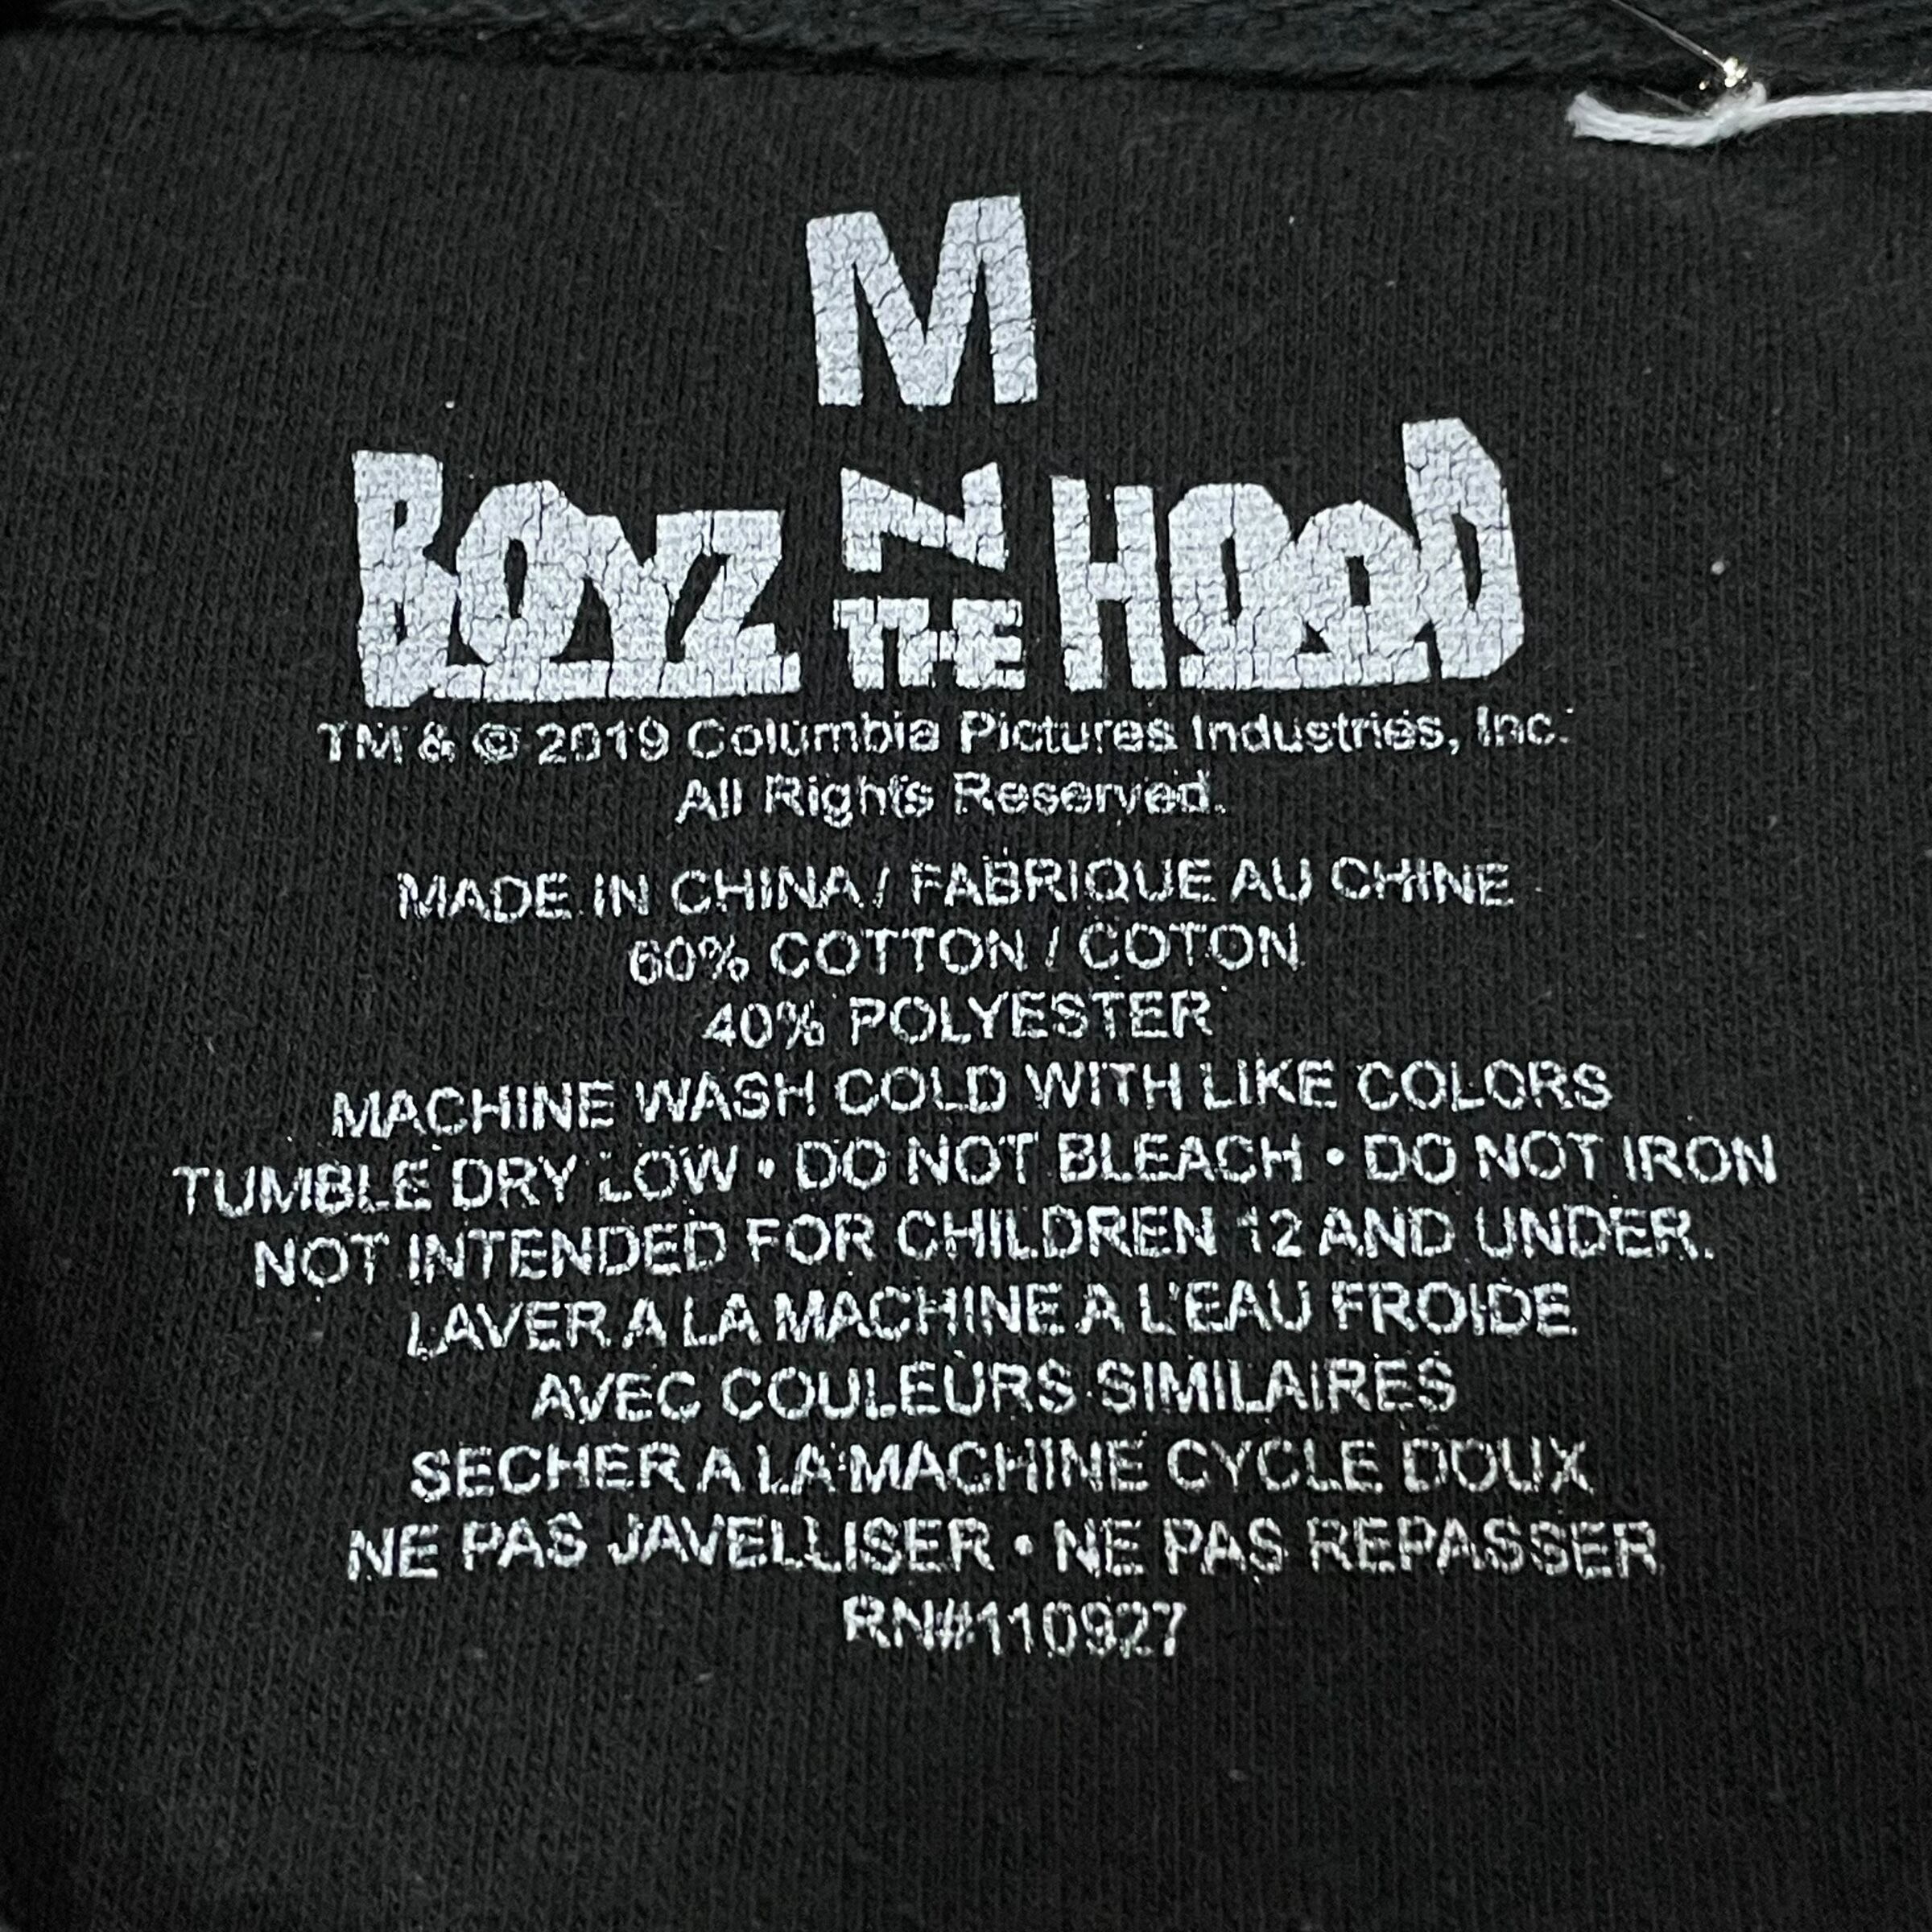 M
BOYZ N THE HOOD
TM & © 2019 Columbia Pictures Industries, Inc.
All Rights Reserved.
MADE IN CHINA / FABRIQUE AU CHINE
60% COTTON / COTON
40% POLYESTER
MACHINE WASH COLD WITH LIKE COLORS
TUMBLE DRY LOW • DO NOT BLEACH • DO NOT IRON
NOT INTENDED FOR CHILDREN 12 AND UNDER.
LAVER A LA MACHINE A L'EAU FROIDE
AVEC COULEURS SIMILAIRES
SECHER A LA MACHINE CYCLE DOUX
NE PAS JAVELLISER • NE PAS REPASSER
RN#110927